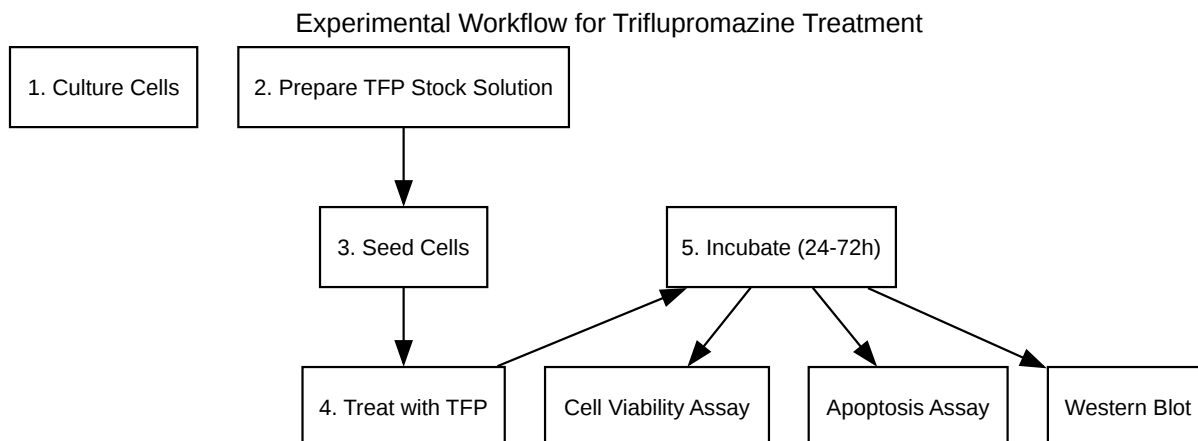 Experimental Workflow for Triflupromazine Treatment
1. Culture Cells
2. Prepare TFP Stock Solution
3. Seed Cells
5. Incubate (24-72h)
4. Treat with TFP
Cell Viability Assay
Apoptosis Assay
Western Blot